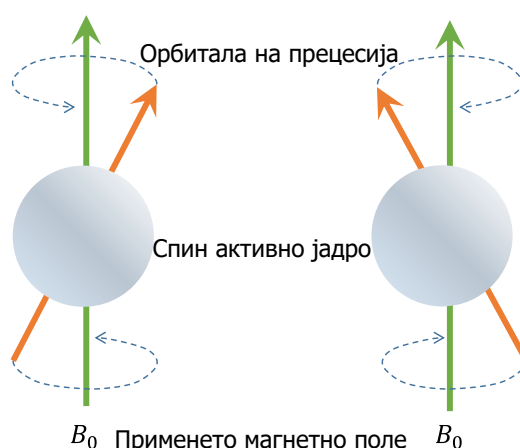 Орбитала на прецесија
Спин активно јадро
B₀ Применето магнетно поле B₀